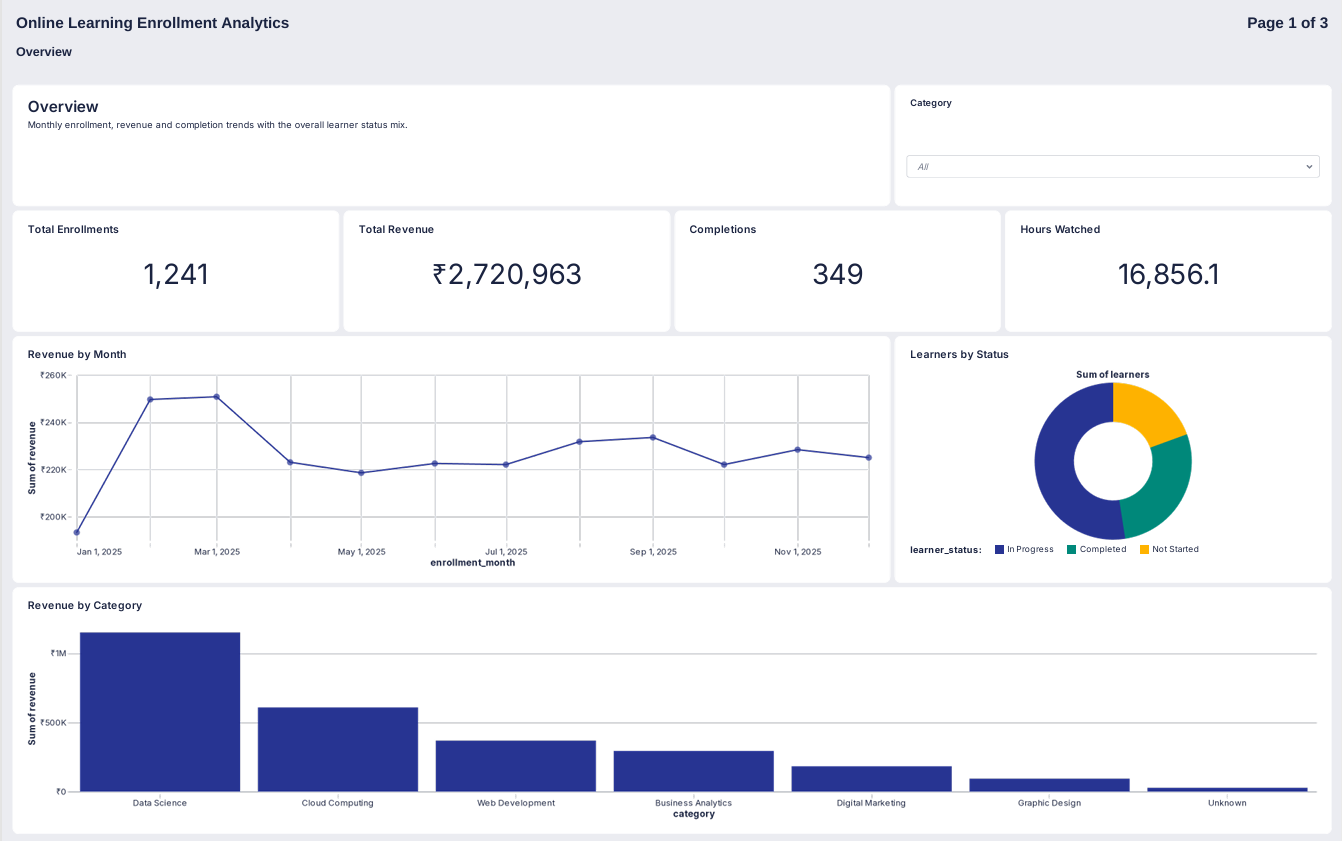 Online Learning Enrollment Analytics
Page 1 of 3
Overview
Overview
Monthly enrollment, revenue and completion trends with the overall learner status mix.
Category
All
Total Enrollments
1,241
Total Revenue
₹2,720,963
Completions
349
Hours Watched
16,856.1
Revenue by Month
₹260K
₹240K
₹220K
₹200K
Sum of revenue
Jan 1, 2025
Mar 1, 2025
May 1, 2025
Jul 1, 2025
Sep 1, 2025
Nov 1, 2025
enrollment_month
Learners by Status
Sum of learners
learner_status: In Progress Completed Not Started
Revenue by Category
₹1M
₹500K
₹0
Sum of revenue
Data Science
Cloud Computing
Web Development
Business Analytics
Digital Marketing
Graphic Design
Unknown
category